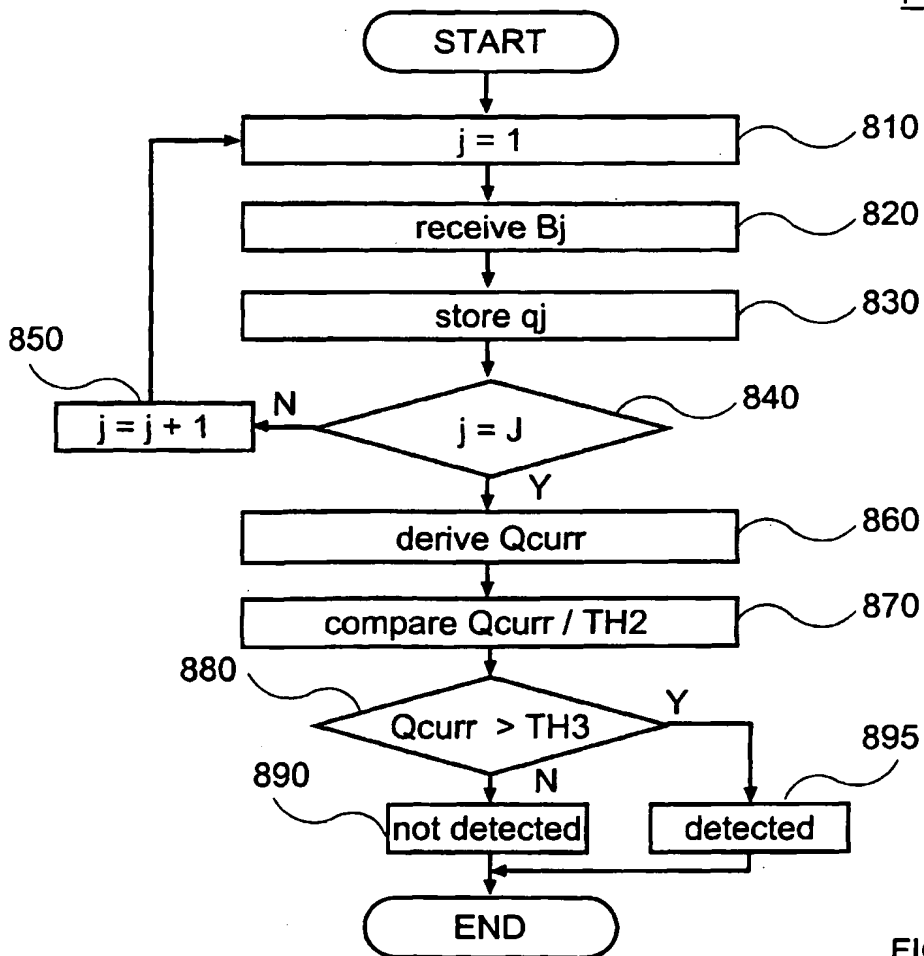 START
j = 1
810
receive Bj
820
store qj
830
850
j = j + 1
N
j = J
840
Y
derive Qcurr
860
compare Qcurr / TH2
870
880
Qcurr > TH3
Y
N
890
895
not detected
detected
END